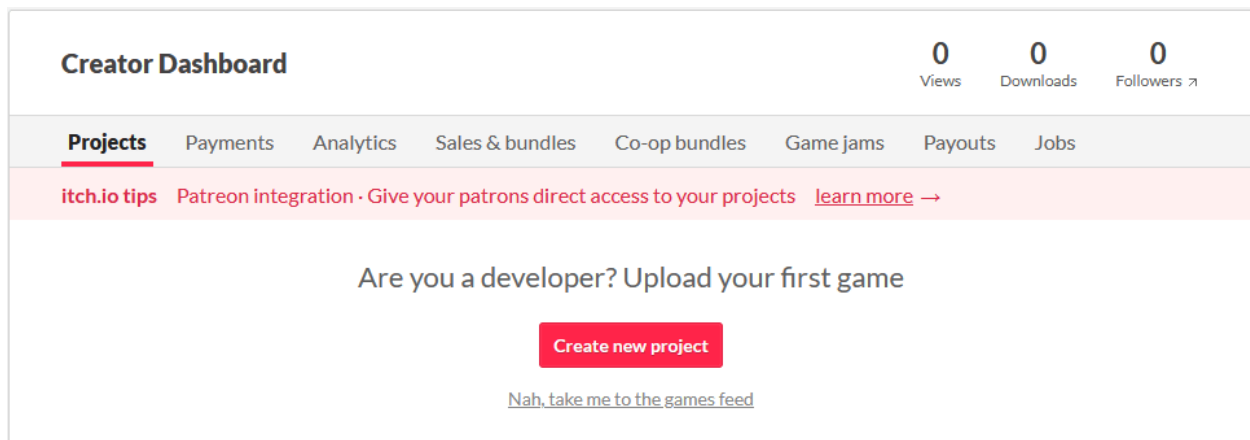 Creator Dashboard
0 0 0
Views Downloads Followers ↗
Projects Payments Analytics Sales & bundles Co-op bundles Game jams Payouts Jobs
itch.io tips Patreon integration · Give your patrons direct access to your projects learn more →
Are you a developer? Upload your first game
Create new project
Nah, take me to the games feed